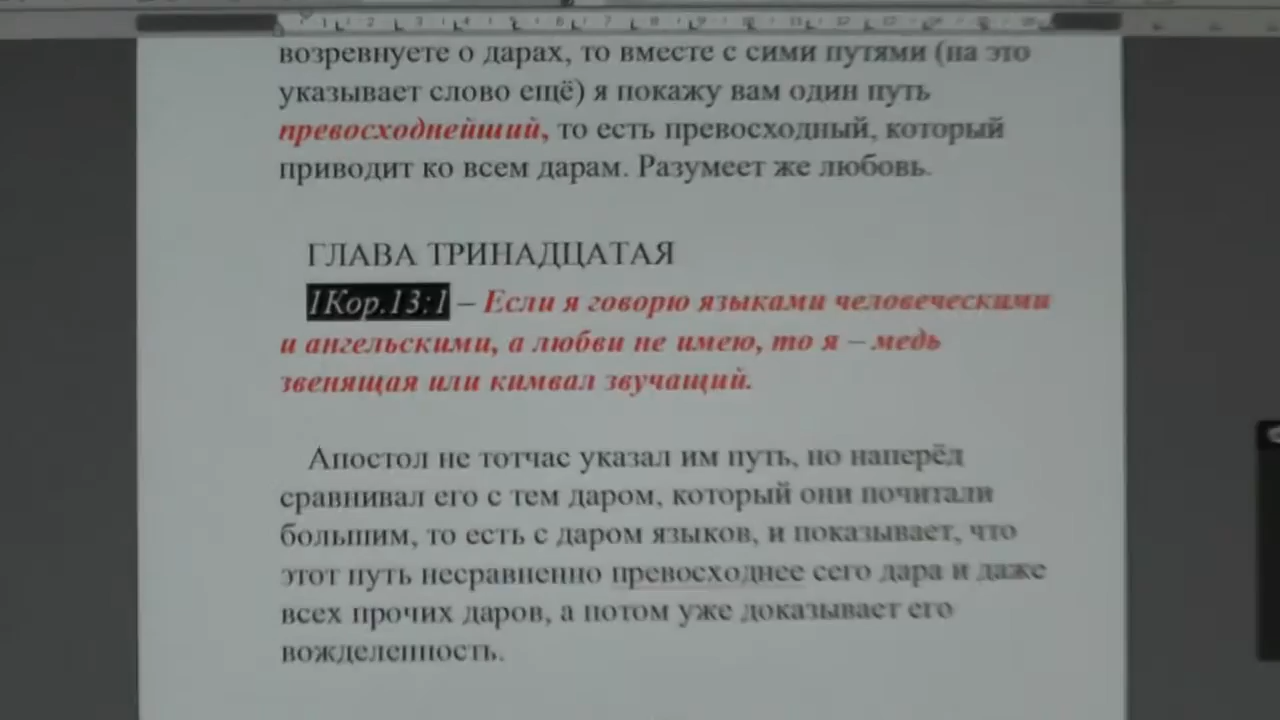 возревнуете о дарах, то вместе с сими путями (на это
указывает слово ещё) я покажу вам один путь
превосходнейший, то есть превосходный, который
приводит ко всем дарам. Разумеет же любовь.
ГЛАВА ТРИНАДЦАТАЯ
1Кор.13:1 – Если я говорю языками человеческими
и ангельскими, а любви не имею, то я – медь
звенящая или кимвал звучащий.
Апостол не тотчас указал им путь, но наперёд
сравнивал его с тем даром, который они почитали
большим, то есть с даром языков, и показывает, что
этот путь несравненно превосходнее сего дара и даже
всех прочих даров, а потом уже доказывает его
вожделенность.